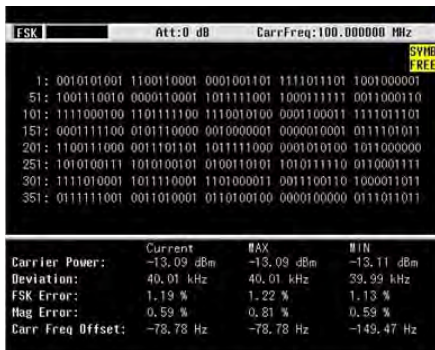 FSK Att:0 dB CarrFreq:100.000008 MHz
SYMB
FREE
1: 0010101001 1100110001 0001001101 1111011101 1001000001
51: 1001110010 0000110001 1011111001 1000111111 0011000110
101: 1111000100 1101111100 1110010100 0001100011 1111011101
151: 0001111100 0101110000 0010000001 0000010001 0111101011
201: 1100111000 0011101101 1011111000 0001010100 1011000000
251: 1010100111 1010100101 0100110101 1010111110 0110001111
301: 1111010001 1011110001 1101000011 0011100110 1000011011
351: 0111111001 0011010001 0110100100 0000100000 0111011011
Current MAX MIN
Carrier Power: -13.09 dBm -13.09 dBm -13.11 dBm
Deviation: 40.01 kHz 40.01 kHz 39.99 kHz
FSK Error: 1.19 % 1.22 % 1.13 %
Mag Error: 0.59 % 0.81 % 0.59 %
Carr Freq Offset: -78.78 Hz -78.78 Hz -149.47 Hz